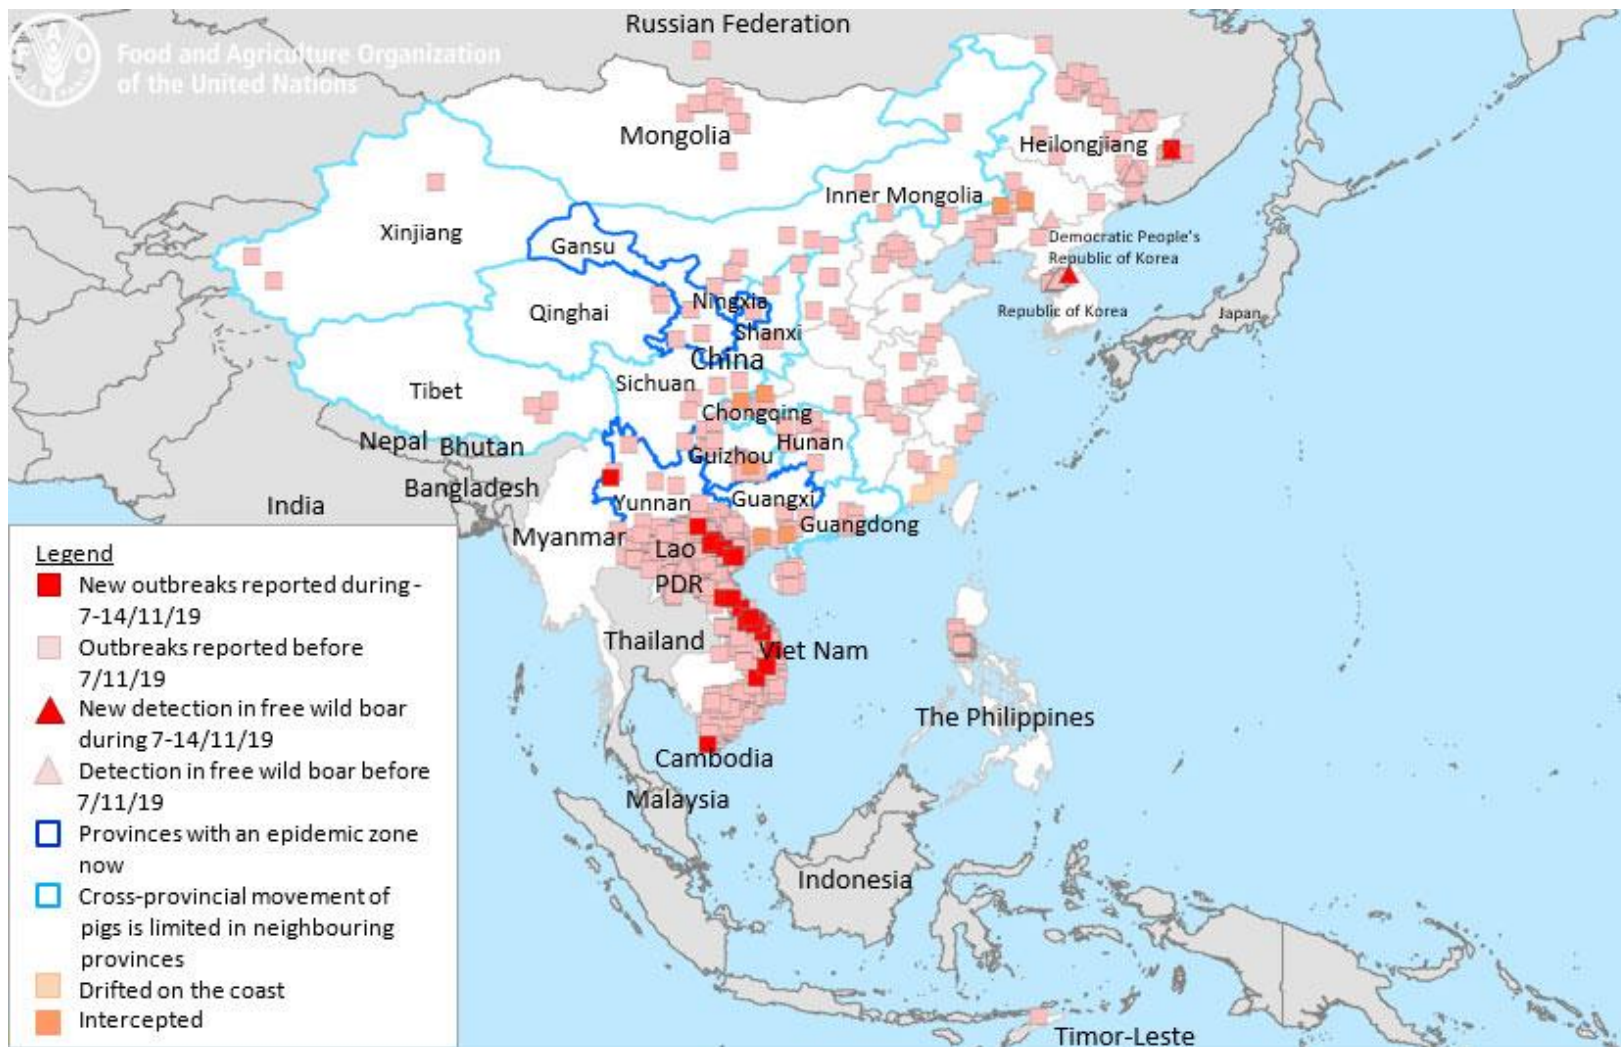 Russian Federation
F A O
FIAT PANIS
Food and Agriculture Organization
of the United Nations
Mongolia
Heilongjiang
Inner Mongolia
Xinjiang
Gansu
Democratic People's
Republic of Korea
Ningxia
Qinghai
Republic of Korea
Japan
Shanxi
China
Tibet
Sichuan
Chongqing
Nepal
Bhutan
Hunan
Guizhou
Bangladesh
India
Yunnan
Guangxi
Guangdong
Myanmar
Lao
PDR
Thailand
Viet Nam
The Philippines
Cambodia
Malaysia
Indonesia
Timor-Leste
Legend
New outbreaks reported during -
7-14/11/19
Outbreaks reported before
7/11/19
New detection in free wild boar
during 7-14/11/19
Detection in free wild boar before
7/11/19
Provinces with an epidemic zone
now
Cross-provincial movement of
pigs is limited in neighbouring
provinces
Drifted on the coast
Intercepted